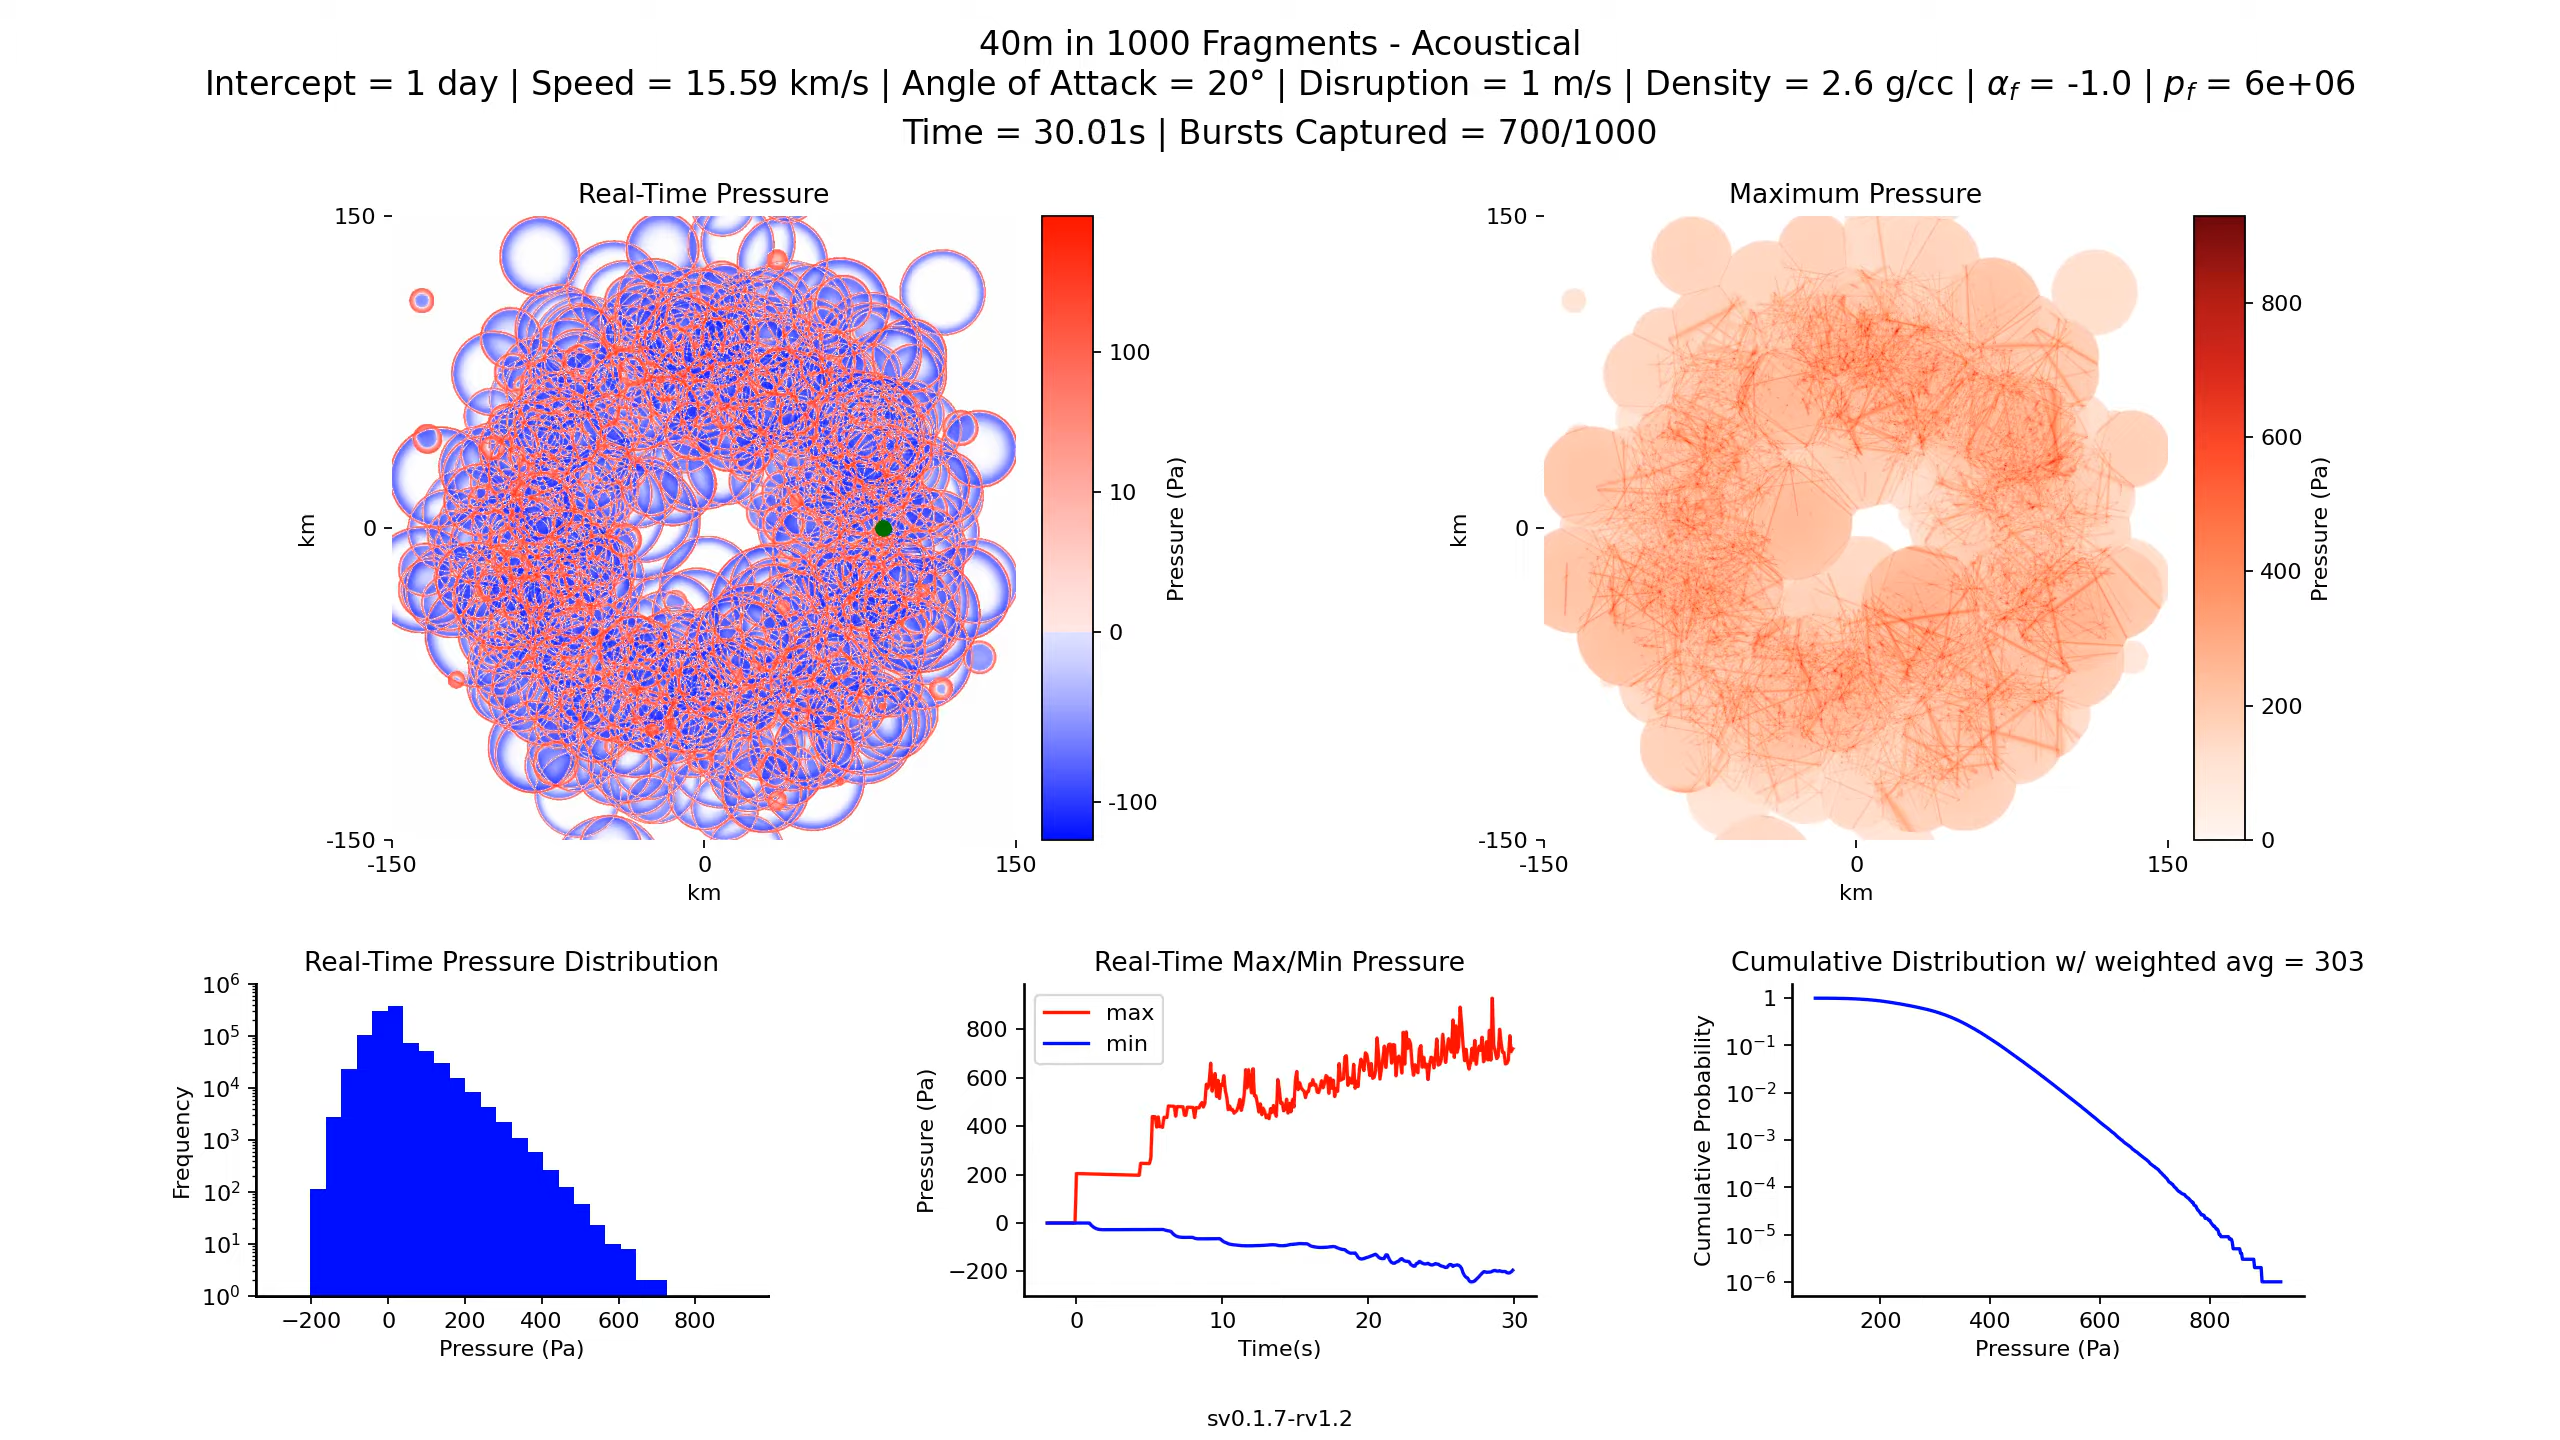 40m in 1000 Fragments - Acoustical
Intercept = 1 day | Speed = 15.59 km/s | Angle of Attack = 20° | Disruption = 1 m/s | Density = 2.6 g/cc | α_f = -1.0 | p_f = 6e+06
Time = 30.01s | Bursts Captured = 700/1000
Real-Time Pressure
150
0
-150
km
-150 0 150
km
100
10
0
-100
Pressure (Pa)
Maximum Pressure
150
0
-150
km
-150 0 150
km
800
600
400
200
0
Pressure (Pa)
Real-Time Pressure Distribution
10^6
10^5
10^4
10^3
10^2
10^1
10^0
Frequency
−200 0 200 400 600 800
Pressure (Pa)
Real-Time Max/Min Pressure
max
min
800
600
400
200
0
−200
Pressure (Pa)
0 10 20 30
Time(s)
Cumulative Distribution w/ weighted avg = 303
1
10^−1
10^−2
10^−3
10^−4
10^−5
10^−6
Cumulative Probability
200 400 600 800
Pressure (Pa)
sv0.1.7-rv1.2